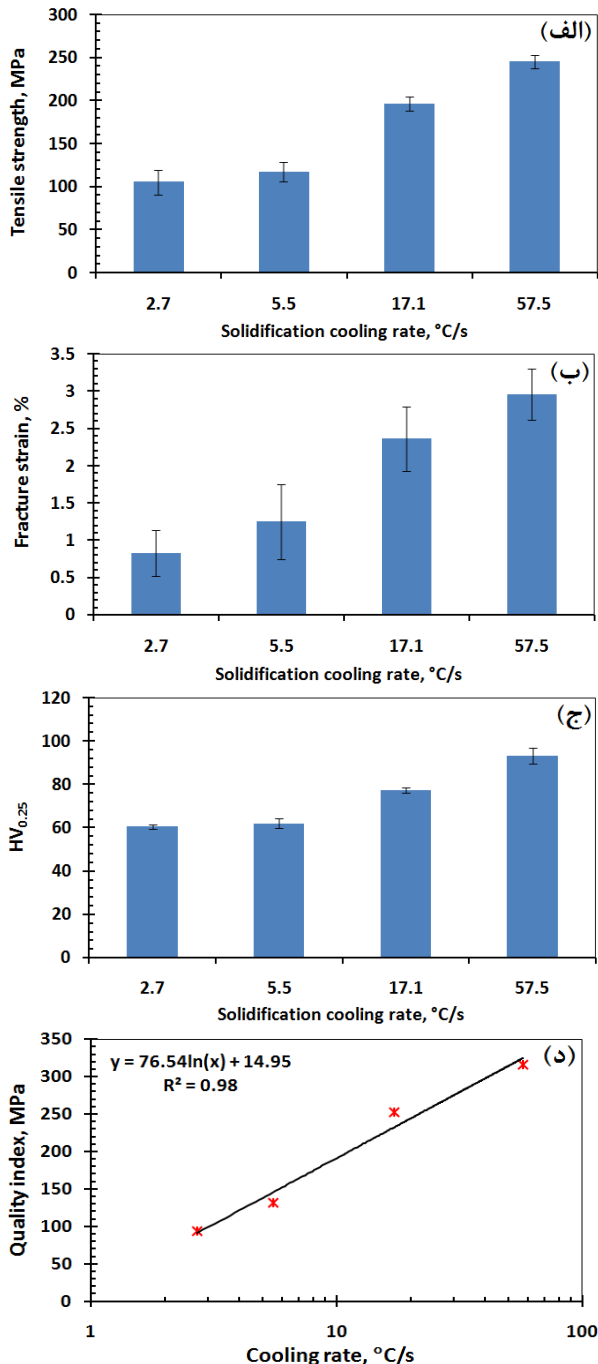 (الف)
Tensile strength, MPa
300
250
200
150
100
50
0
2.7 5.5 17.1 57.5
Solidification cooling rate, °C/s
(ب)
Fracture strain, %
3.5
3
2.5
2
1.5
1
0.5
0
2.7 5.5 17.1 57.5
Solidification cooling rate, °C/s
(ج)
HV0.25
120
100
80
60
40
20
0
2.7 5.5 17.1 57.5
Solidification cooling rate, °C/s
(د)
y = 76.54ln(x) + 14.95
R² = 0.98
Quality index, MPa
350
300
250
200
150
100
50
0
1 10 100
Cooling rate, °C/s